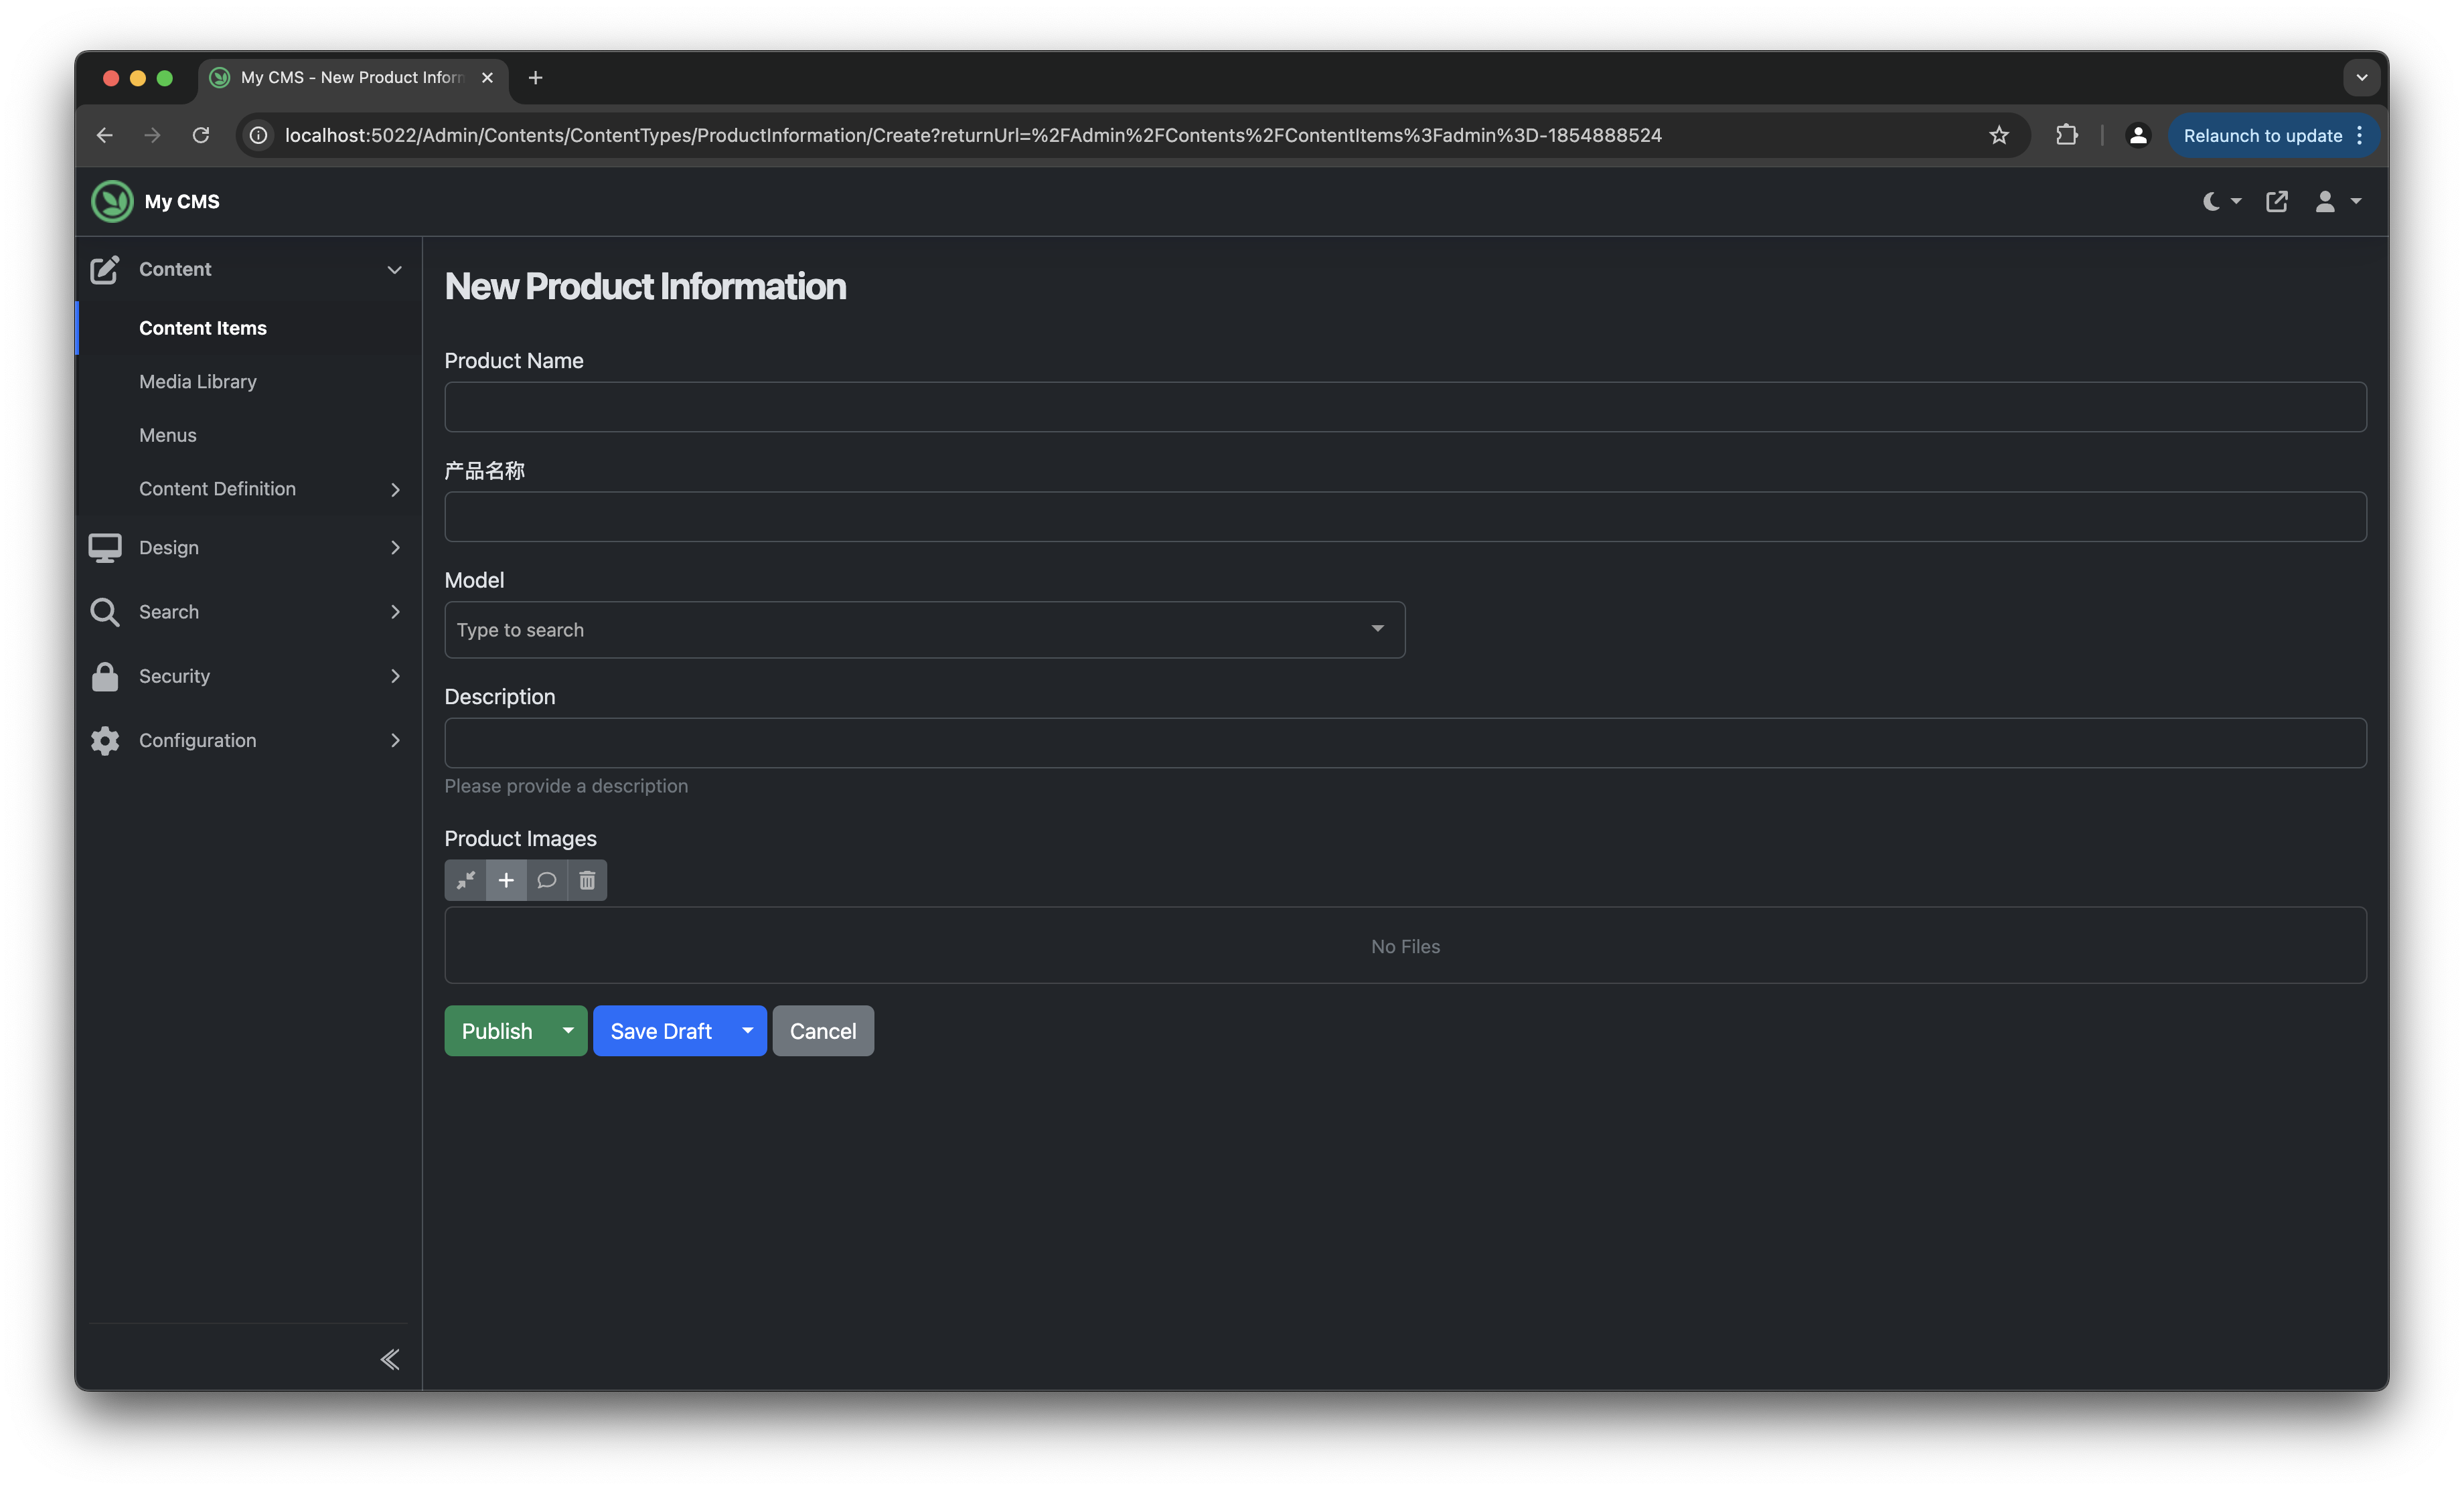 My CMS - New Product Inform
localhost:5022/Admin/Contents/ContentTypes/ProductInformation/Create?returnUrl=%2FAdmin%2FContents%2FContentItems%3Fadmin%3D-1854888524
Relaunch to update
My CMS
Content
Content Items
Media Library
Menus
Content Definition
Design
Search
Security
Configuration
New Product Information
Product Name
产品名称
Model
Type to search
Description
Please provide a description
Product Images
No Files
Publish
Save Draft
Cancel